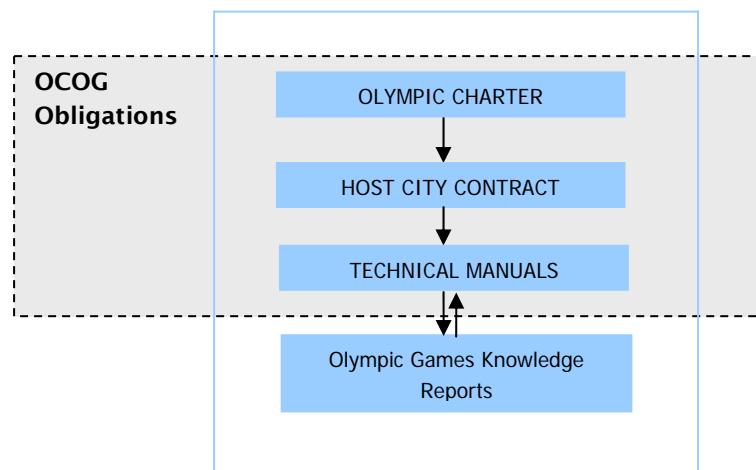 OCOG
Obligations
OLYMPIC CHARTER
HOST CITY CONTRACT
TECHNICAL MANUALS
Olympic Games Knowledge
Reports